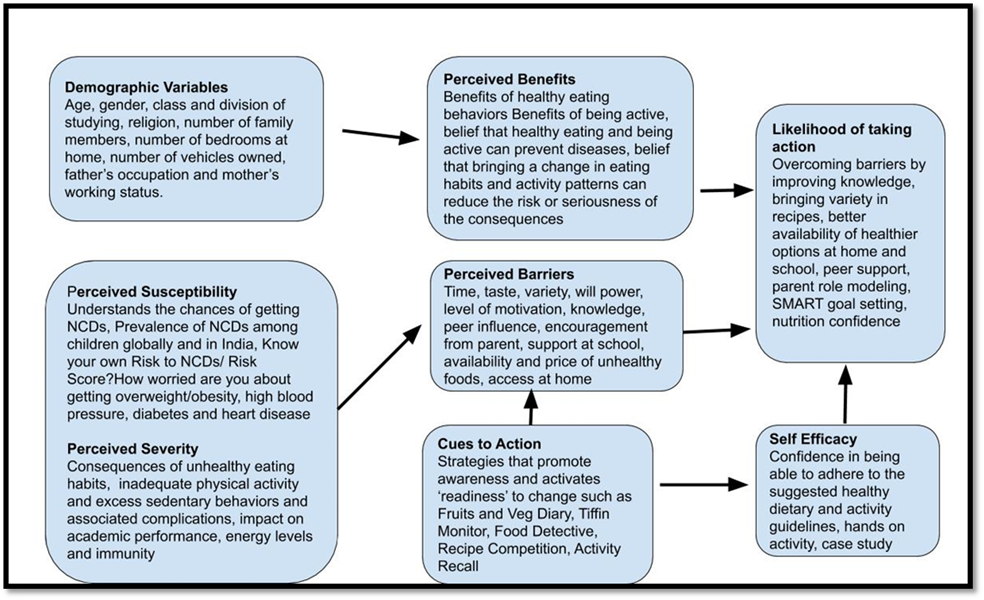 Demographic Variables
Age, gender, class and division of
studying, religion, number of family
members, number of bedrooms at
home, number of vehicles owned,
father's occupation and mother's
working status.
Perceived Benefits
Benefits of healthy eating
behaviors Benefits of being active,
belief that healthy eating and being
active can prevent diseases, belief
that bringing a change in eating
habits and activity patterns can
reduce the risk or seriousness of
the consequences
Likelihood of taking
action
Overcoming barriers by
improving knowledge,
bringing variety in
recipes, better
availability of healthier
options at home and
school, peer support,
parent role modeling,
SMART goal setting,
nutrition confidence
Perceived Susceptibility
Understands the chances of getting
NCDs, Prevalence of NCDs among
children globally and in India, Know
your own Risk to NCDs/ Risk
Score?How worried are you about
getting overweight/obesity, high blood
pressure, diabetes and heart disease
Perceived Severity
Consequences of unhealthy eating
habits, inadequate physical activity
and excess sedentary behaviors and
associated complications, impact on
academic performance, energy levels
and immunity
Perceived Barriers
Time, taste, variety, will power,
level of motivation, knowledge,
peer influence, encouragement
from parent, support at school,
availability and price of unhealthy
foods, access at home
Cues to Action
Strategies that promote
awareness and activates
'readiness' to change such as
Fruits and Veg Diary, Tiffin
Monitor, Food Detective,
Recipe Competition, Activity
Recall
Self Efficacy
Confidence in being
able to adhere to the
suggested healthy
dietary and activity
guidelines, hands on
activity, case study